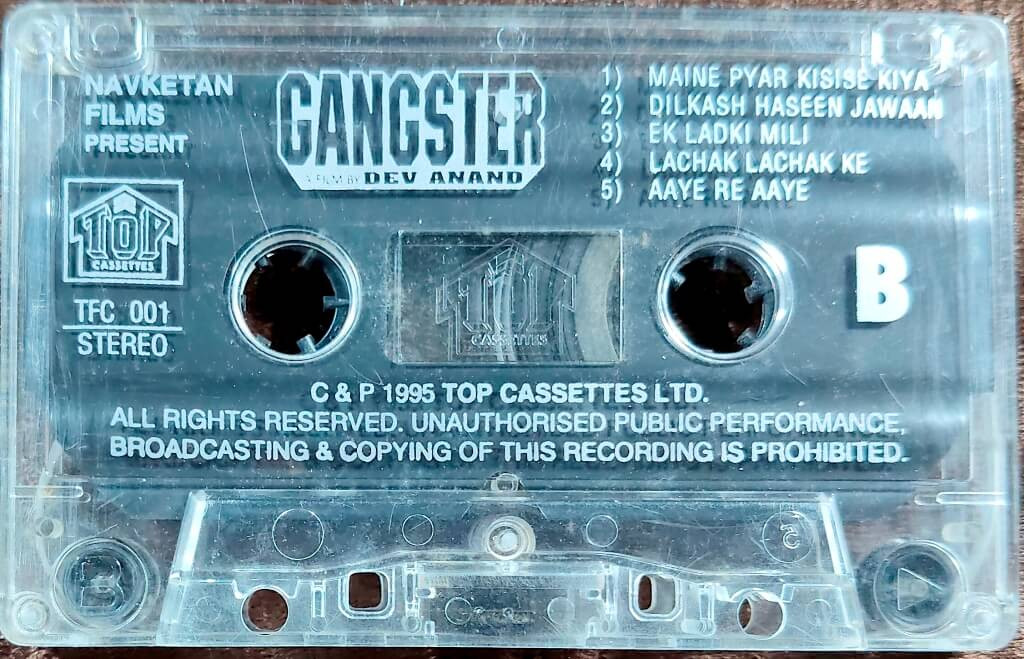 NAVKETAN
FILMS
PRESENT
GANGSTER
A FILM BY DEV ANAND
1) MAINE PYAR KISISE KIYA
2) DILKASH HASEEN JAWAAN
3) EK LADKI MILI
4) LACHAK LACHAK KE
5) AAYE RE AAYE
TOP
CASSETTES
TFC 001
STEREO
TOP
CASSETTES
B
C & P 1995 TOP CASSETTES LTD.
ALL RIGHTS RESERVED. UNAUTHORISED PUBLIC PERFORMANCE,
BROADCASTING & COPYING OF THIS RECORDING IS PROHIBITED.
B